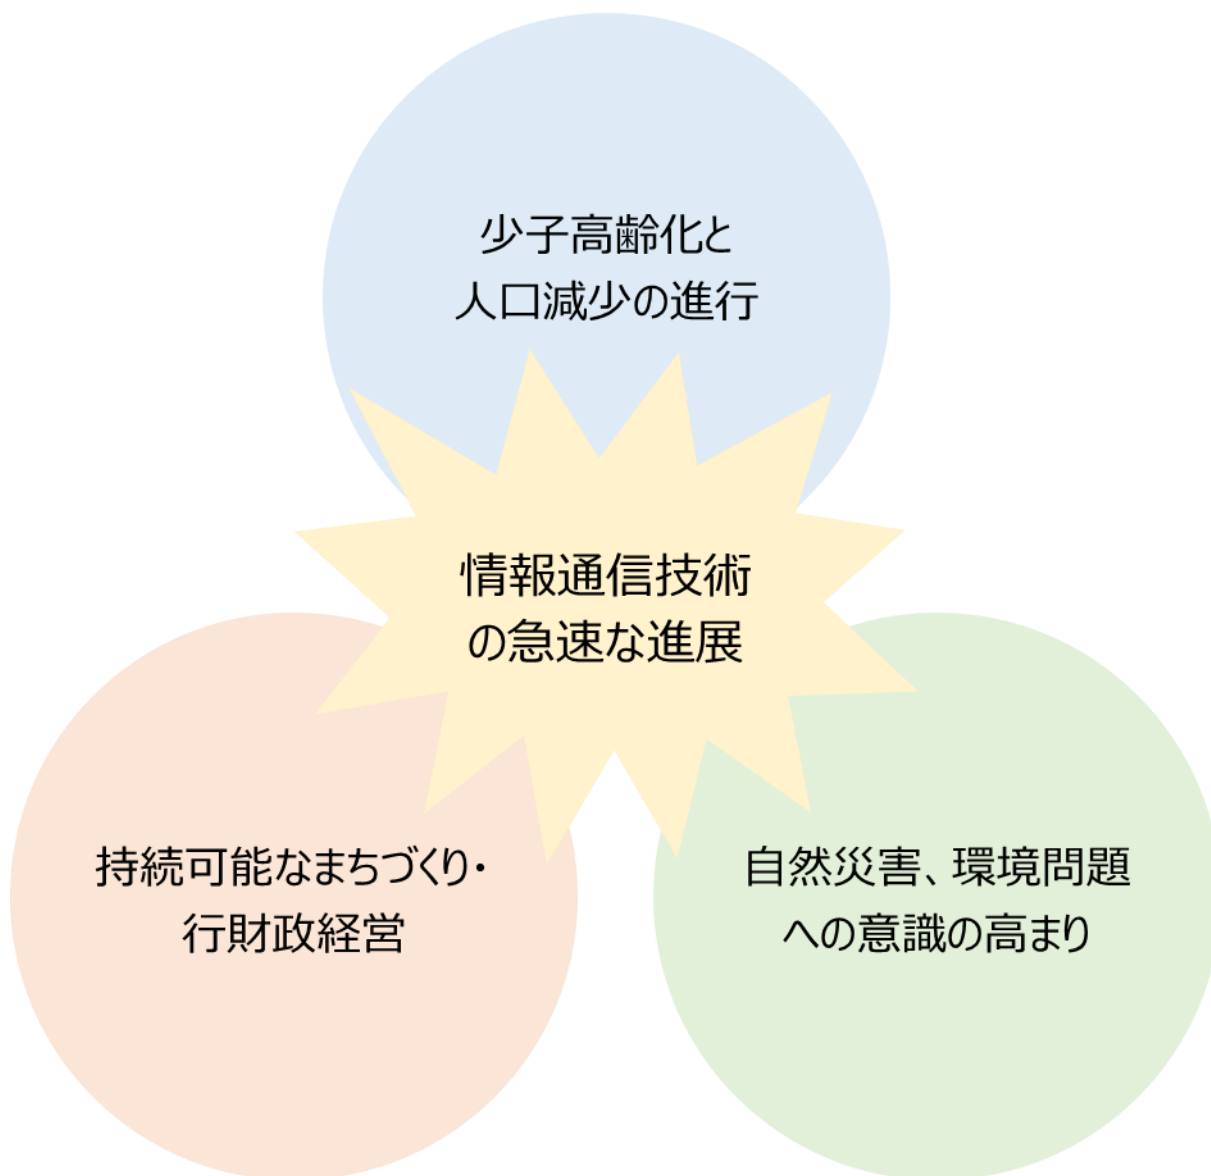 少子高齢化と
人口減少の進行
情報通信技術
の急速な進展
持続可能なまちづくり・
行財政経営
自然災害、環境問題
への意識の高まり